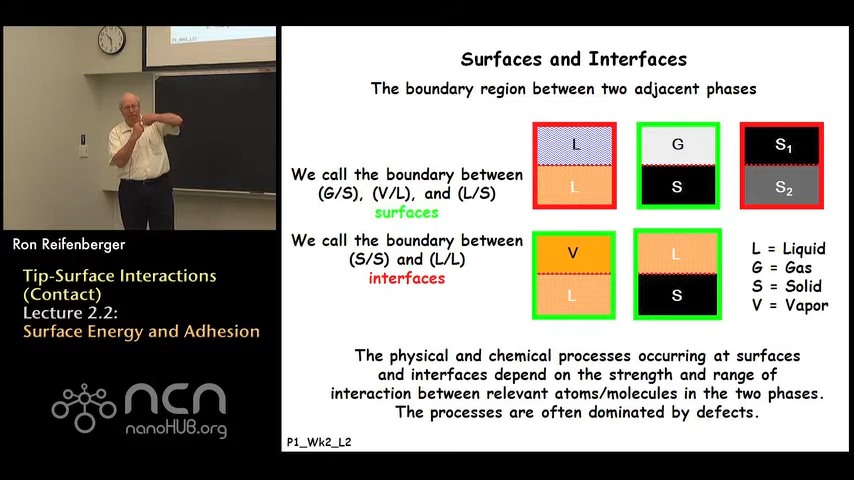 Surfaces and Interfaces
The boundary region between two adjacent phases
We call the boundary between
(G/S), (V/L), and (L/S)
surfaces
We call the boundary between
(S/S) and (L/L)
interfaces
L
L
G
S
S1
S2
V
L
L
S
L = Liquid
G = Gas
S = Solid
V = Vapor
The physical and chemical processes occurring at surfaces
and interfaces depend on the strength and range of
interaction between relevant atoms/molecules in the two phases.
The processes are often dominated by defects.
P1_Wk2_L2
Ron Reifenberger
Tip-Surface Interactions
(Contact)
Lecture 2.2:
Surface Energy and Adhesion
ncn
nanoHUB.org